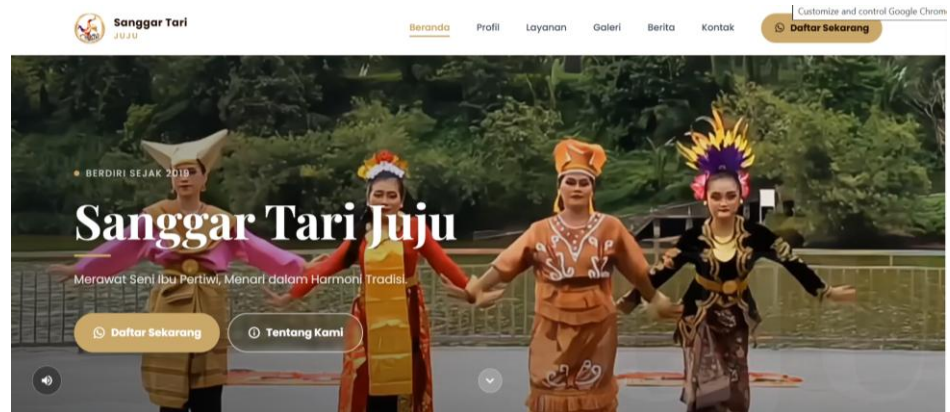 Customize and control Google Chrom
Sanggar Tari
JUJU
Beranda
Profil
Layanan
Galeri
Berita
Kontak
Daftar Sekarang
BERDIRI SEJAK 2019
Sanggar Tari Juju
Merawat Seni Ibu Pertiwi, Menari dalam Harmoni Tradisi.
Daftar Sekarang
Tentang Kami